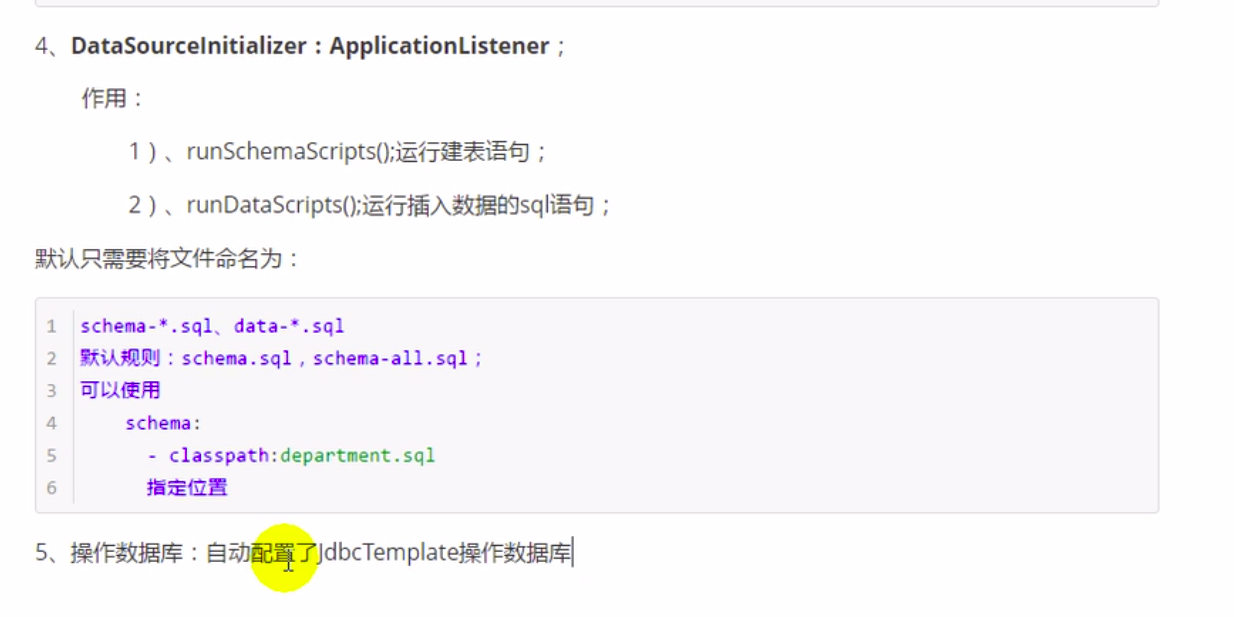 4、DataSourceInitializer：ApplicationListener；
作用：
1）、runSchemaScripts();运行建表语句；
2）、runDataScripts();运行插入数据的sql语句；
默认只需要将文件命名为：
1 schema-*.sql、data-*.sql
2 默认规则：schema.sql，schema-all.sql；
3 可以使用
4 schema:
5 - classpath:department.sql
6 指定位置
5、操作数据库：自动配置了JdbcTemplate操作数据库